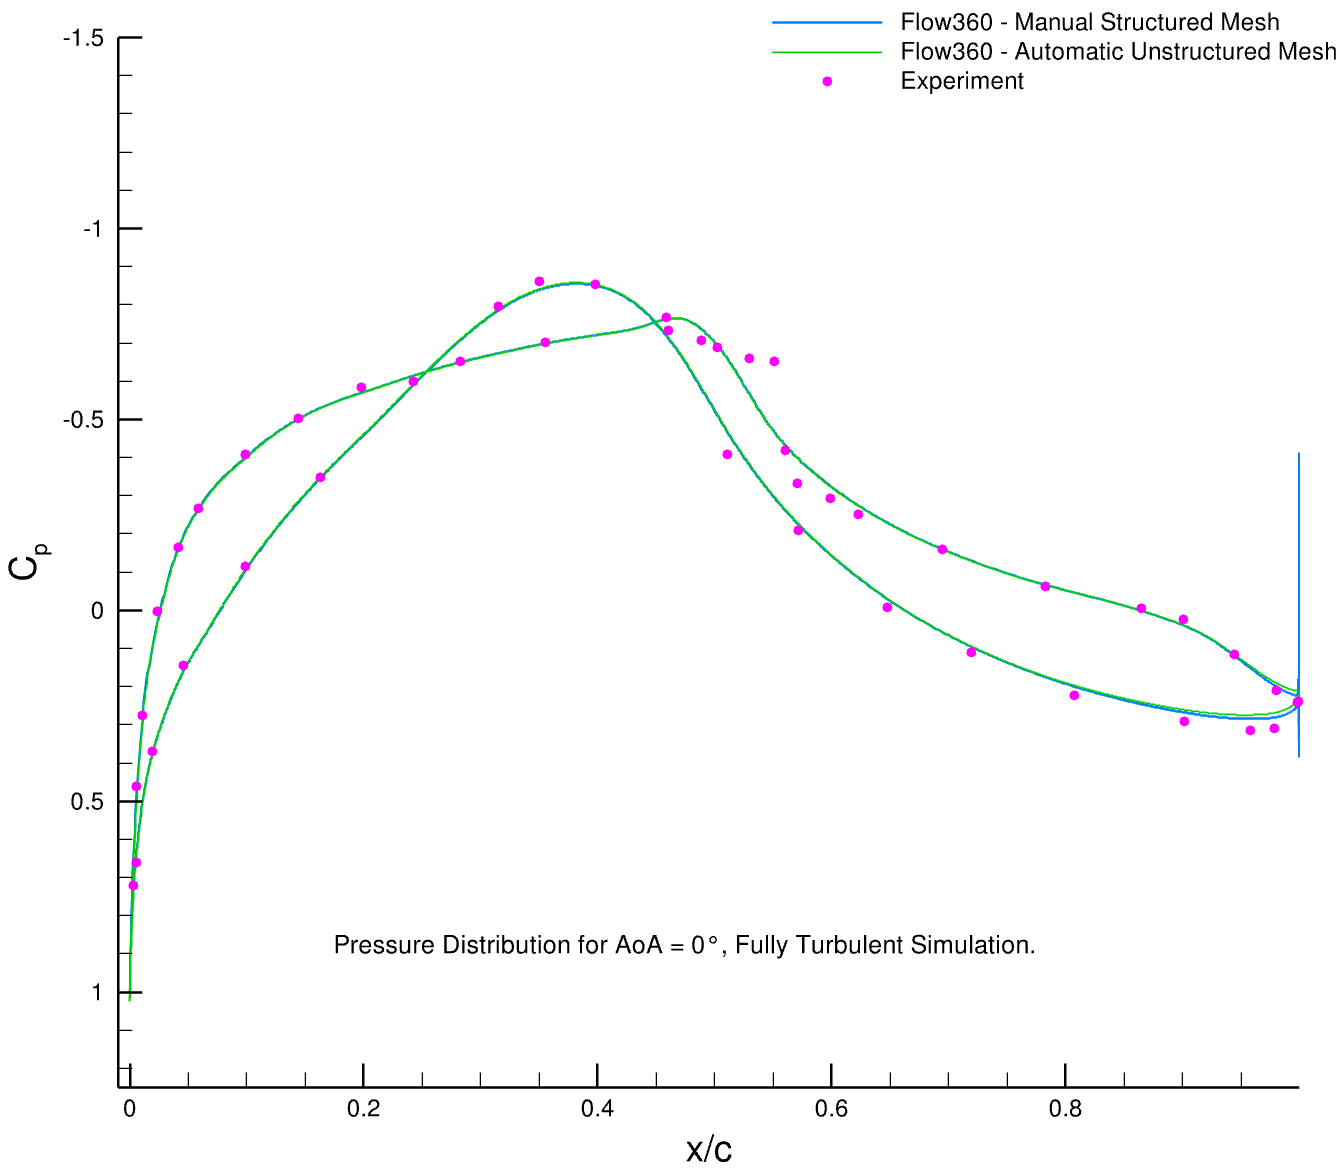 Flow360 - Manual Structured Mesh
Flow360 - Automatic Unstructured Mesh
Experiment
-1.5
-1
-0.5
0
0.5
1
Cp
Pressure Distribution for AoA = 0°, Fully Turbulent Simulation.
0
0.2
0.4
0.6
0.8
x/c